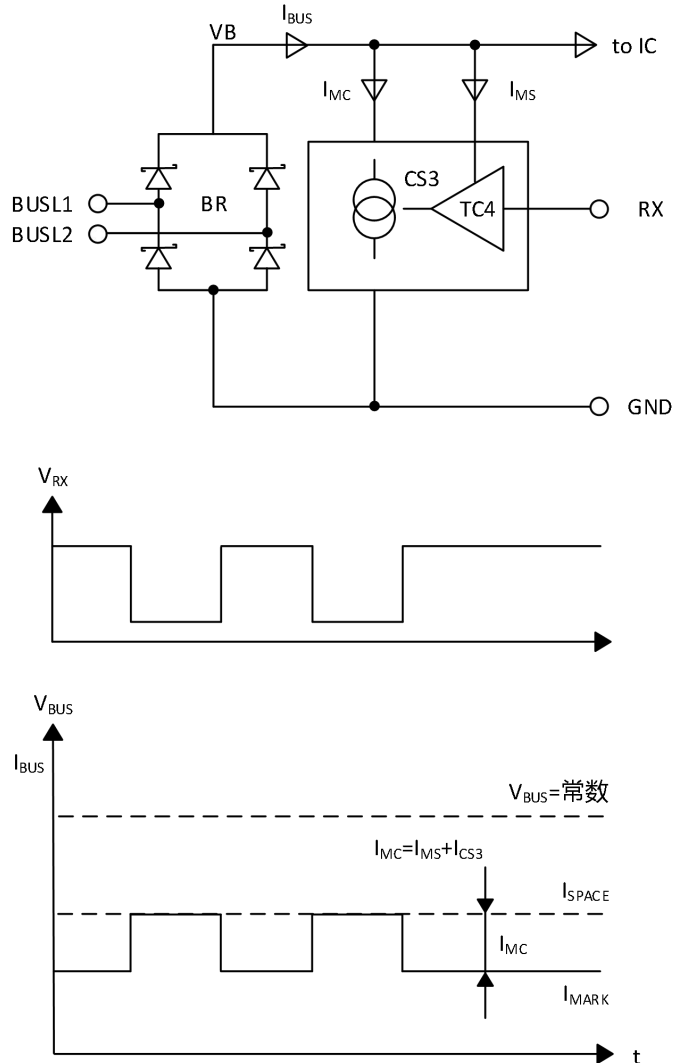 I_BUS
VB
to IC
I_MC
I_MS
CS3
BUSL1
BR
TC4
RX
BUSL2
GND
V_RX
V_BUS
I_BUS
V_BUS=常数
I_MC=I_MS+I_CS3
I_SPACE
I_MC
I_MARK
t